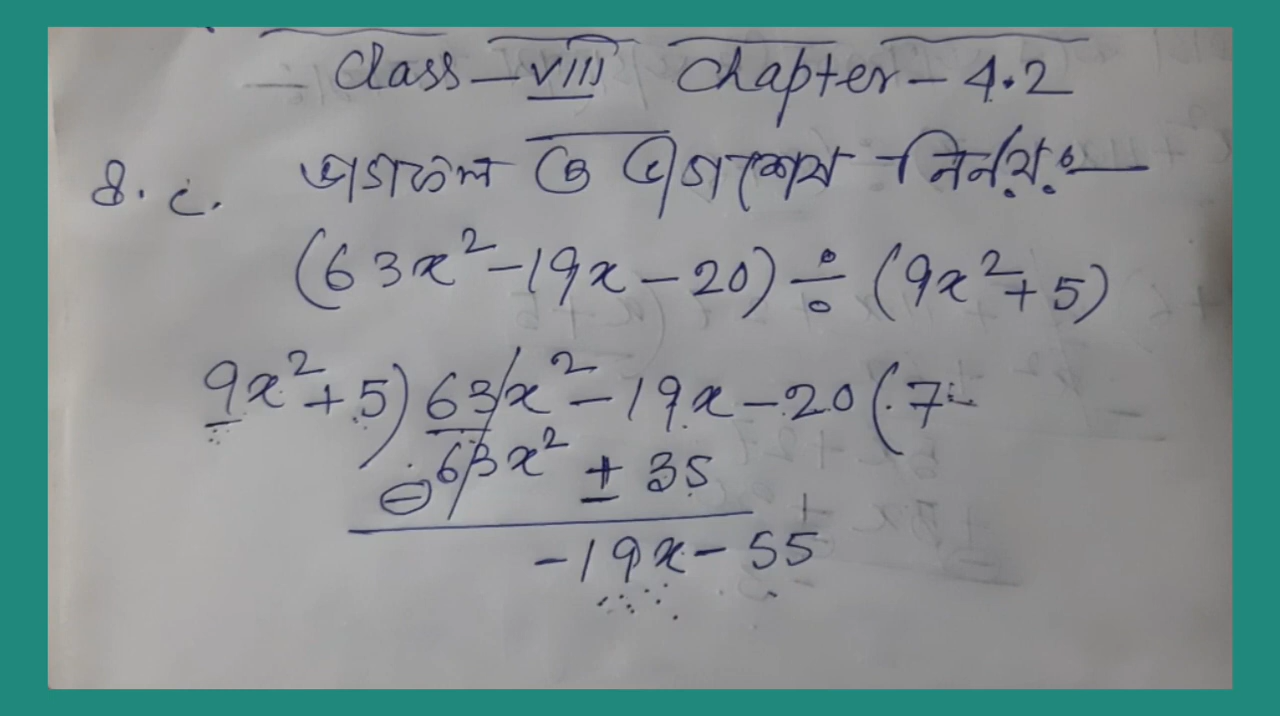 Class - VIII Chapter - 4.2
8. c. ভাগফল ও ভাগশেষ নির্নয়ঃ-
(63x² - 19x - 20) ÷ (9x² + 5)
9x² + 5) 63x² - 19x - 20 (7
⊖63x² ± 35
-19x - 55